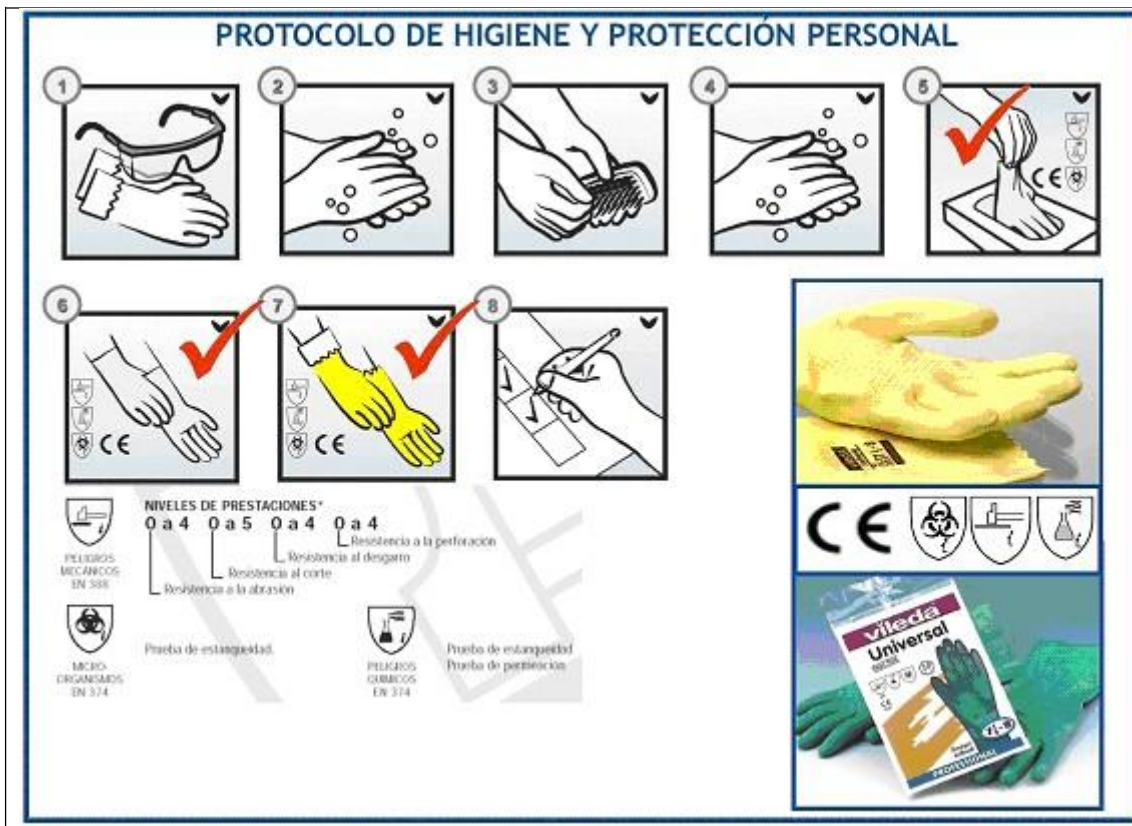 PROTOCOLO DE HIGIENE Y PROTECCIÓN PERSONAL
1
2
3
4
5
CE
6
CE
7
CE
8
NIVELES DE PRESTACIONES*
0 a 4 0 a 5 0 a 4 0 a 4
Resistencia a la perforación
Resistencia al desgarro
Resistencia al corte
Resistencia a la abrasión
PELIGROS
MECÁNICOS
EN 388
MICRO-
ORGANISMOS
EN 374
Prueba de estanqueidad.
PELIGROS
QUIMICOS
EN 374
Prueba de estanqueidad
Prueba de permeación
CE
vileda
Universal
PROFESSIONAL